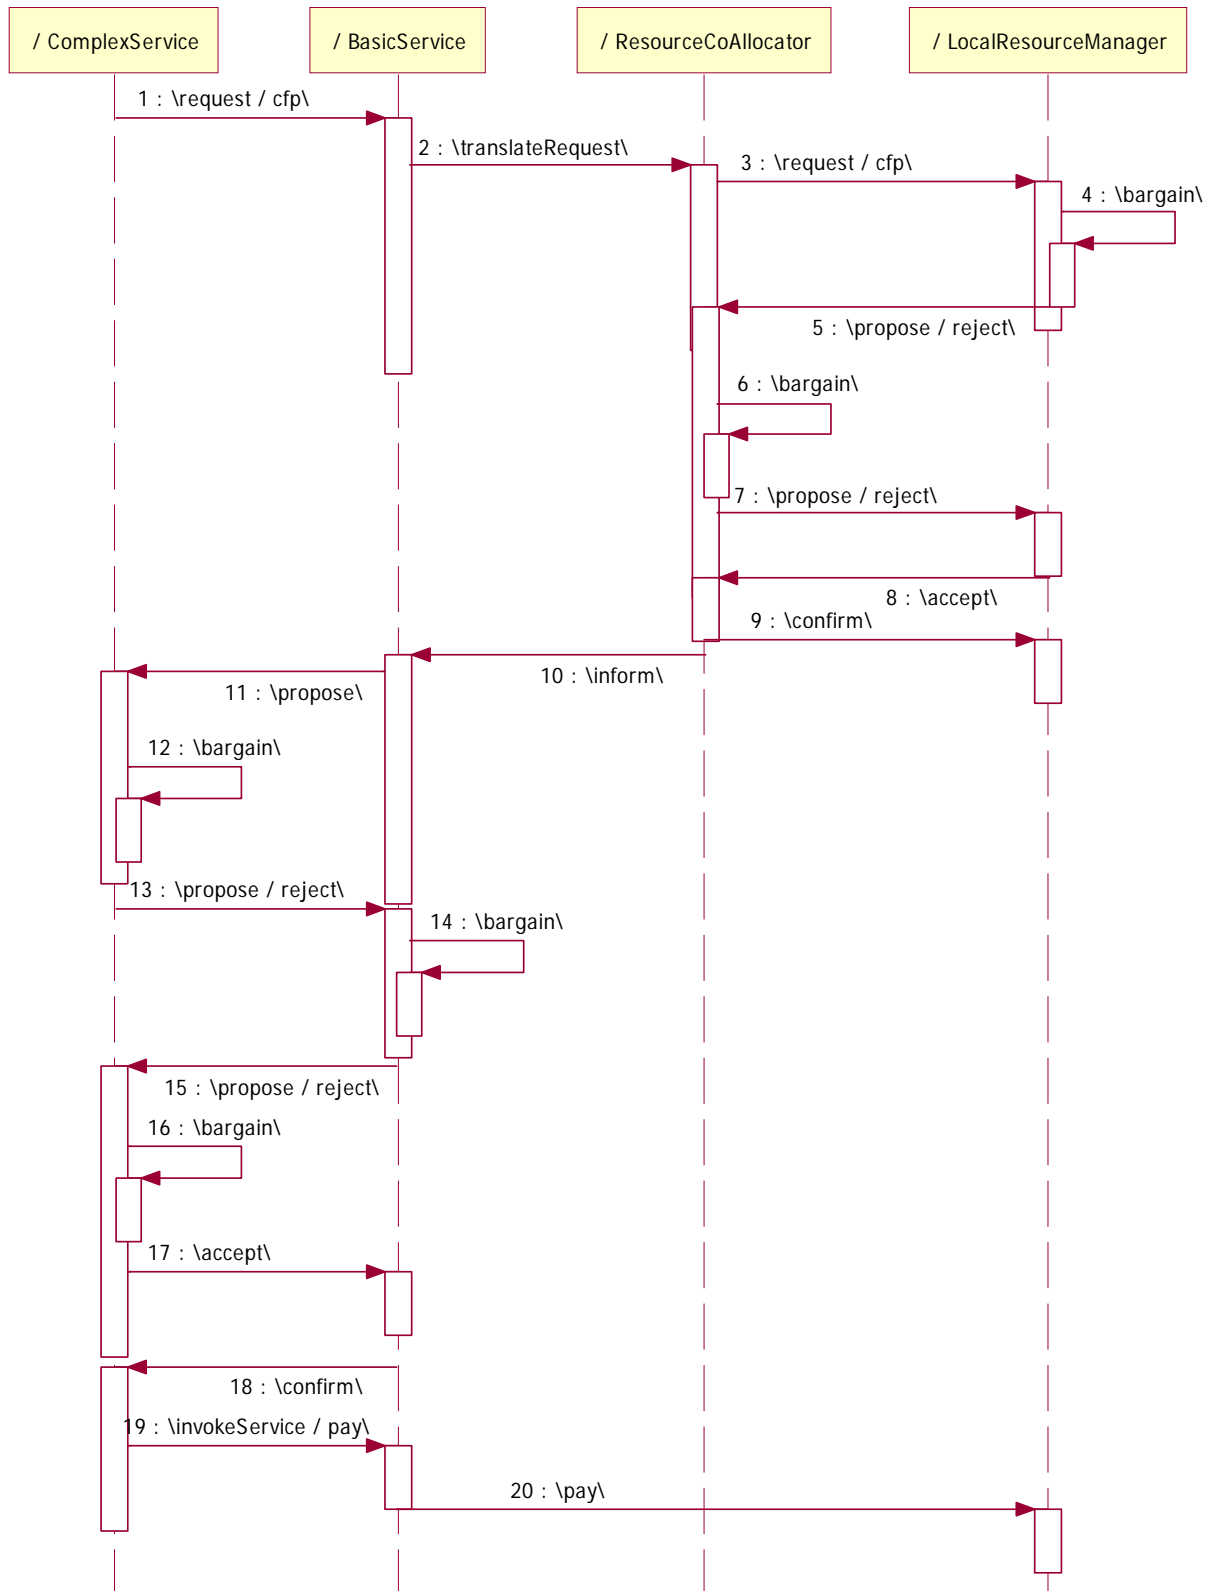 / ComplexService
/ BasicService
/ ResourceCoAllocator
/ LocalResourceManager
1 : \request / cfp\
2 : \translateRequest\
3 : \request / cfp\
4 : \bargain\
5 : \propose / reject\
6 : \bargain\
7 : \propose / reject\
8 : \accept\
9 : \confirm\
10 : \inform\
11 : \propose\
12 : \bargain\
13 : \propose / reject\
14 : \bargain\
15 : \propose / reject\
16 : \bargain\
17 : \accept\
18 : \confirm\
19 : \invokeService / pay\
20 : \pay\